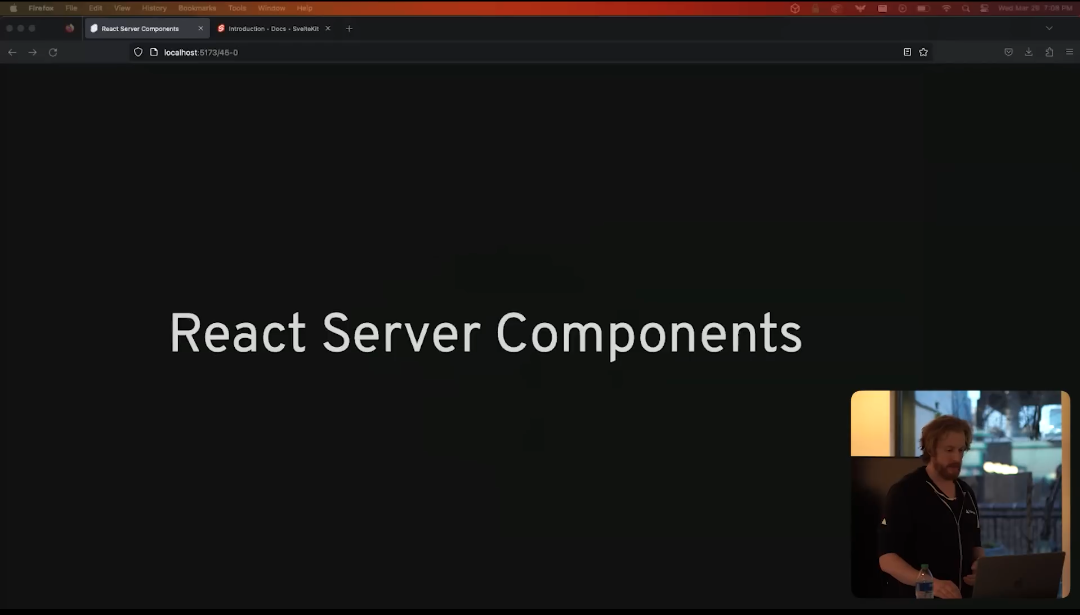 Firefox File Edit View History Bookmarks Tools Window Help Wed Mar 29 7:08 PM
React Server Components Introduction • Docs • SvelteKit
localhost:5173/48-0
React Server Components